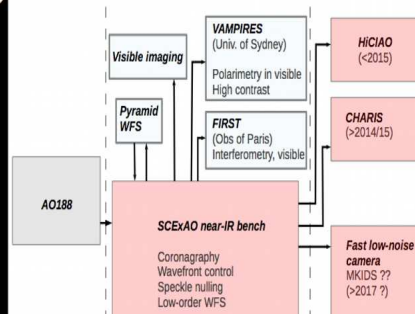 VAMPIRES
(Univ. of Sydney)
Polarimetry in visible
High contrast
HiCIAO
(<2015)
Visible imaging
Pyramid
WFS
FIRST
(Obs of Paris)
Interferometry, visible
CHARIS
(>2014/15)
AO188
SCExAO near-IR bench
Coronagraphy
Wavefront control
Speckle nulling
Low-order WFS
Fast low-noise
camera
MKIDS ??
(>2017 ?)